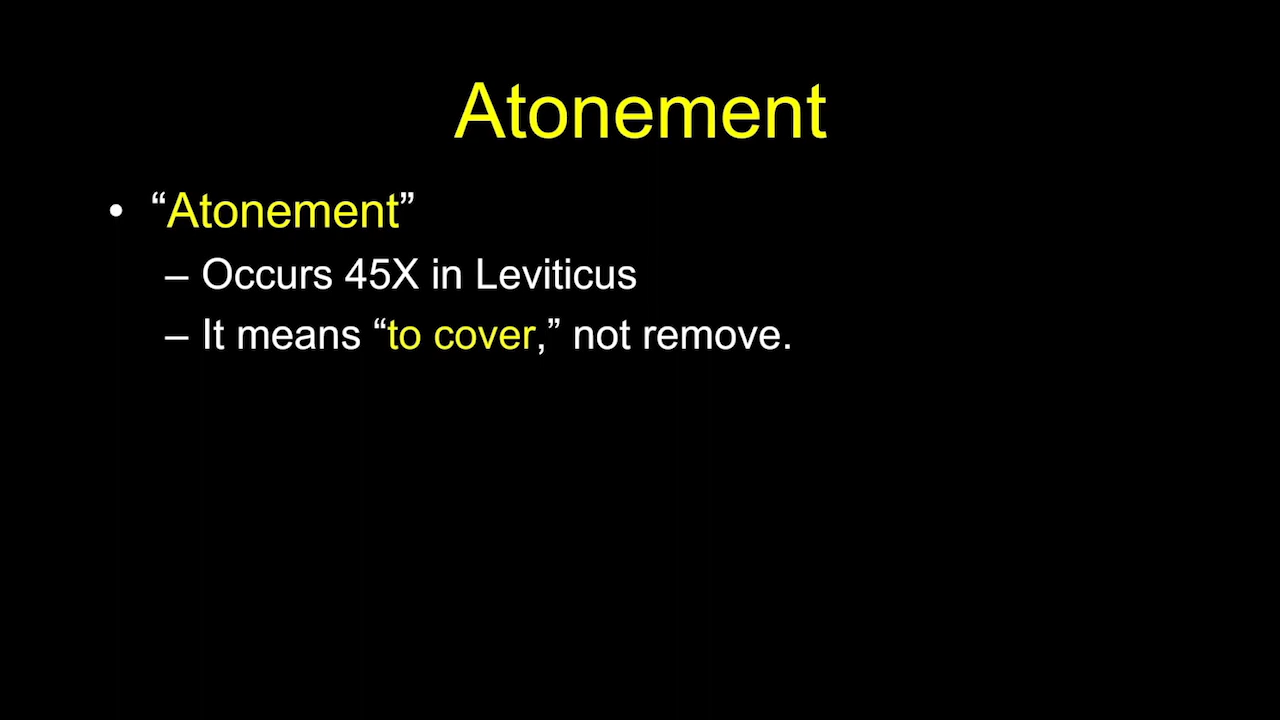 Atonement
• “Atonement”
– Occurs 45X in Leviticus
– It means “to cover,” not remove.